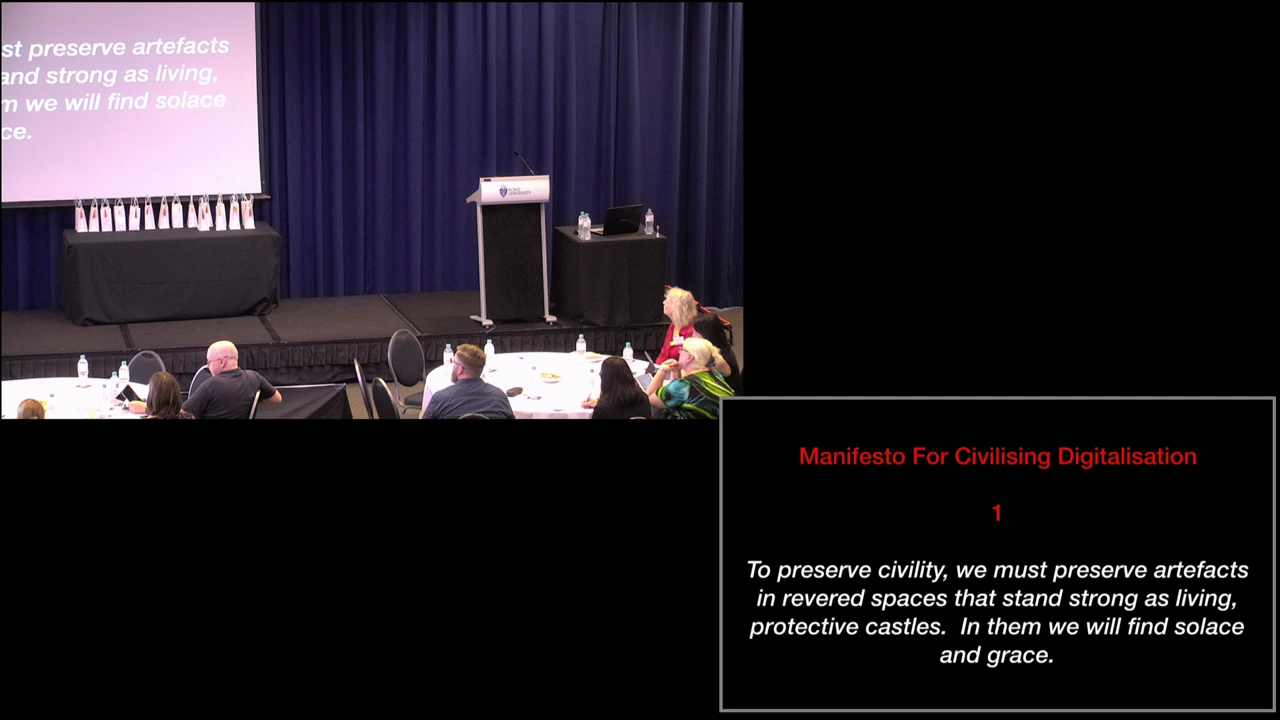 st preserve artefacts
and strong as living,
m we will find solace
ce.
UNIVERSITY
Manifesto For Civilising Digitalisation
1
To preserve civility, we must preserve artefacts
in revered spaces that stand strong as living,
protective castles.  In them we will find solace
and grace.